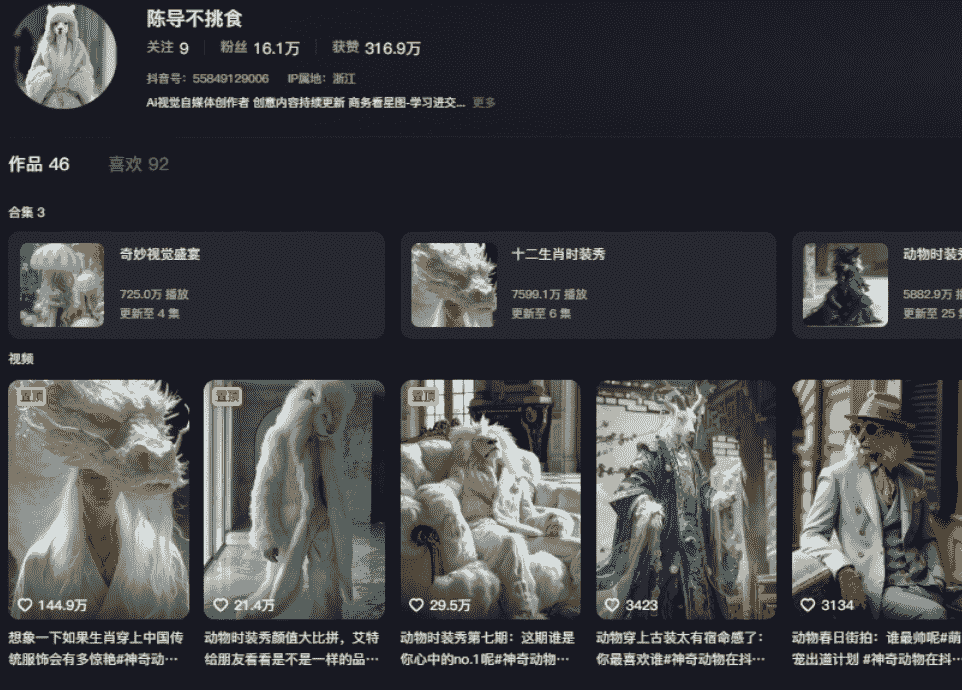 陈导不挑食
关注 9 粉丝 16.1万 获赞 316.9万
抖音号：55849129006 IP属地：浙江
Ai视觉自媒体创作者 创意内容持续更新 商务看星图-学习进交... 更多
作品 46 喜欢 92
合集 3
奇妙视觉盛宴
725.0万 播放
更新至 4 集
十二生肖时装秀
7599.1万 播放
更新至 6 集
动物时装秀
5882.9万 播
更新至 25 集
视频
置顶
144.9万
想象一下如果生肖穿上中国传
统服饰会有多惊艳#神奇动…
置顶
21.4万
动物时装秀颜值大比拼，艾特
给朋友看看是不是一样的品…
置顶
29.5万
动物时装秀第七期：这期谁是
你心中的no.1呢#神奇动物…
3423
动物穿上古装太有宿命感了：
你最喜欢谁#神奇动物在抖…
3134
动物春日街拍：谁最帅呢#萌
宠出道计划 #神奇动物在抖…